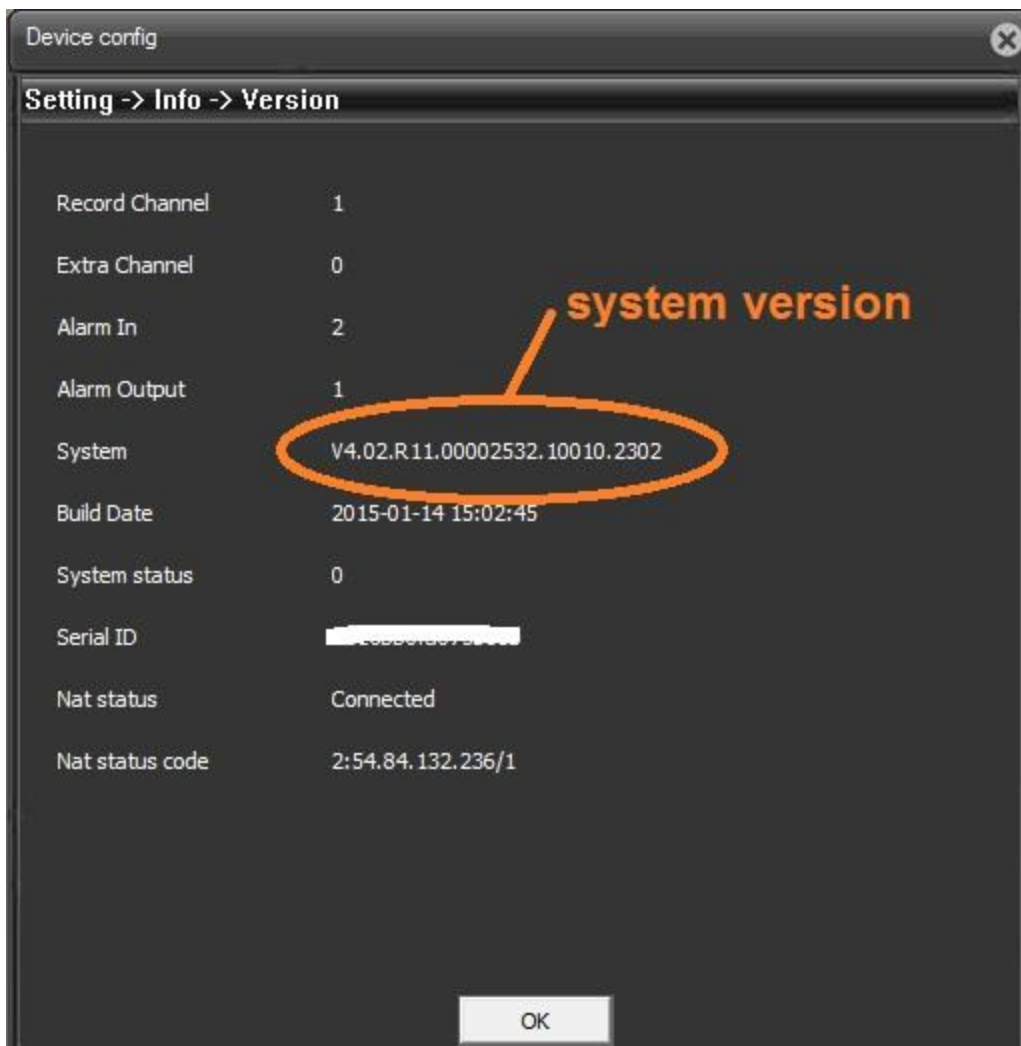 Device config
Setting -> Info -> Version
Record Channel 1
Extra Channel 0
system version
Alarm In 2
Alarm Output 1
System V4.02.R11.00002532.10010.2302
Build Date 2015-01-14 15:02:45
System status 0
Serial ID
Nat status Connected
Nat status code 2:54.84.132.236/1
OK